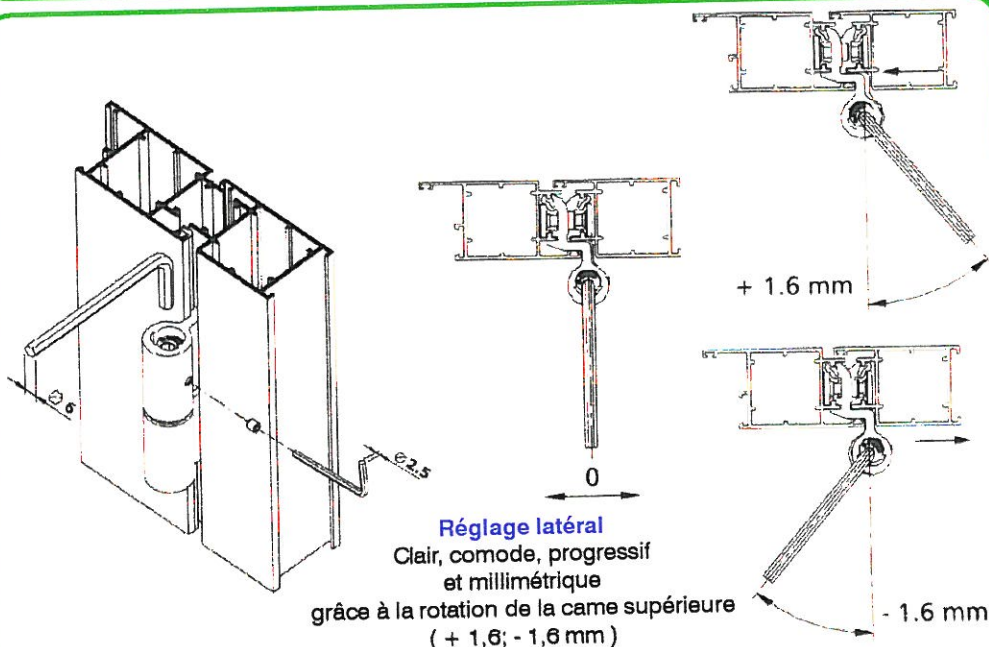 + 1.6 mm
Ø 6
Ø2.5
0
- 1.6 mm
Réglage latéral
Clair, comode, progressif
et millimétrique
grâce à la rotation de la came supérieure
( + 1,6; - 1,6 mm )